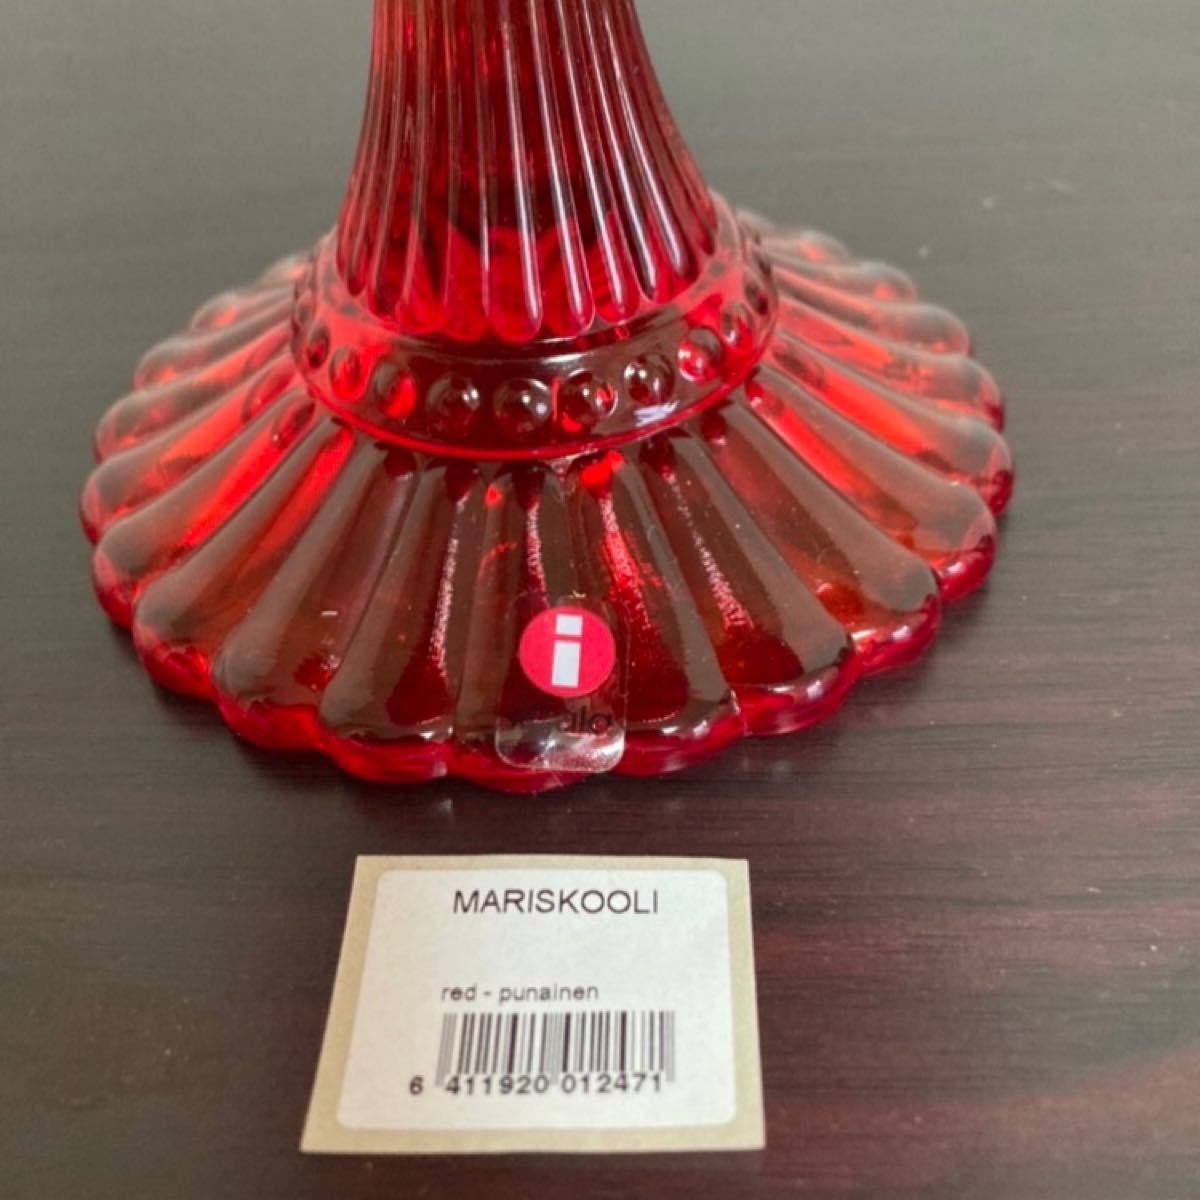 i
MARISKOOLI
red - punainen
6 411920 012471